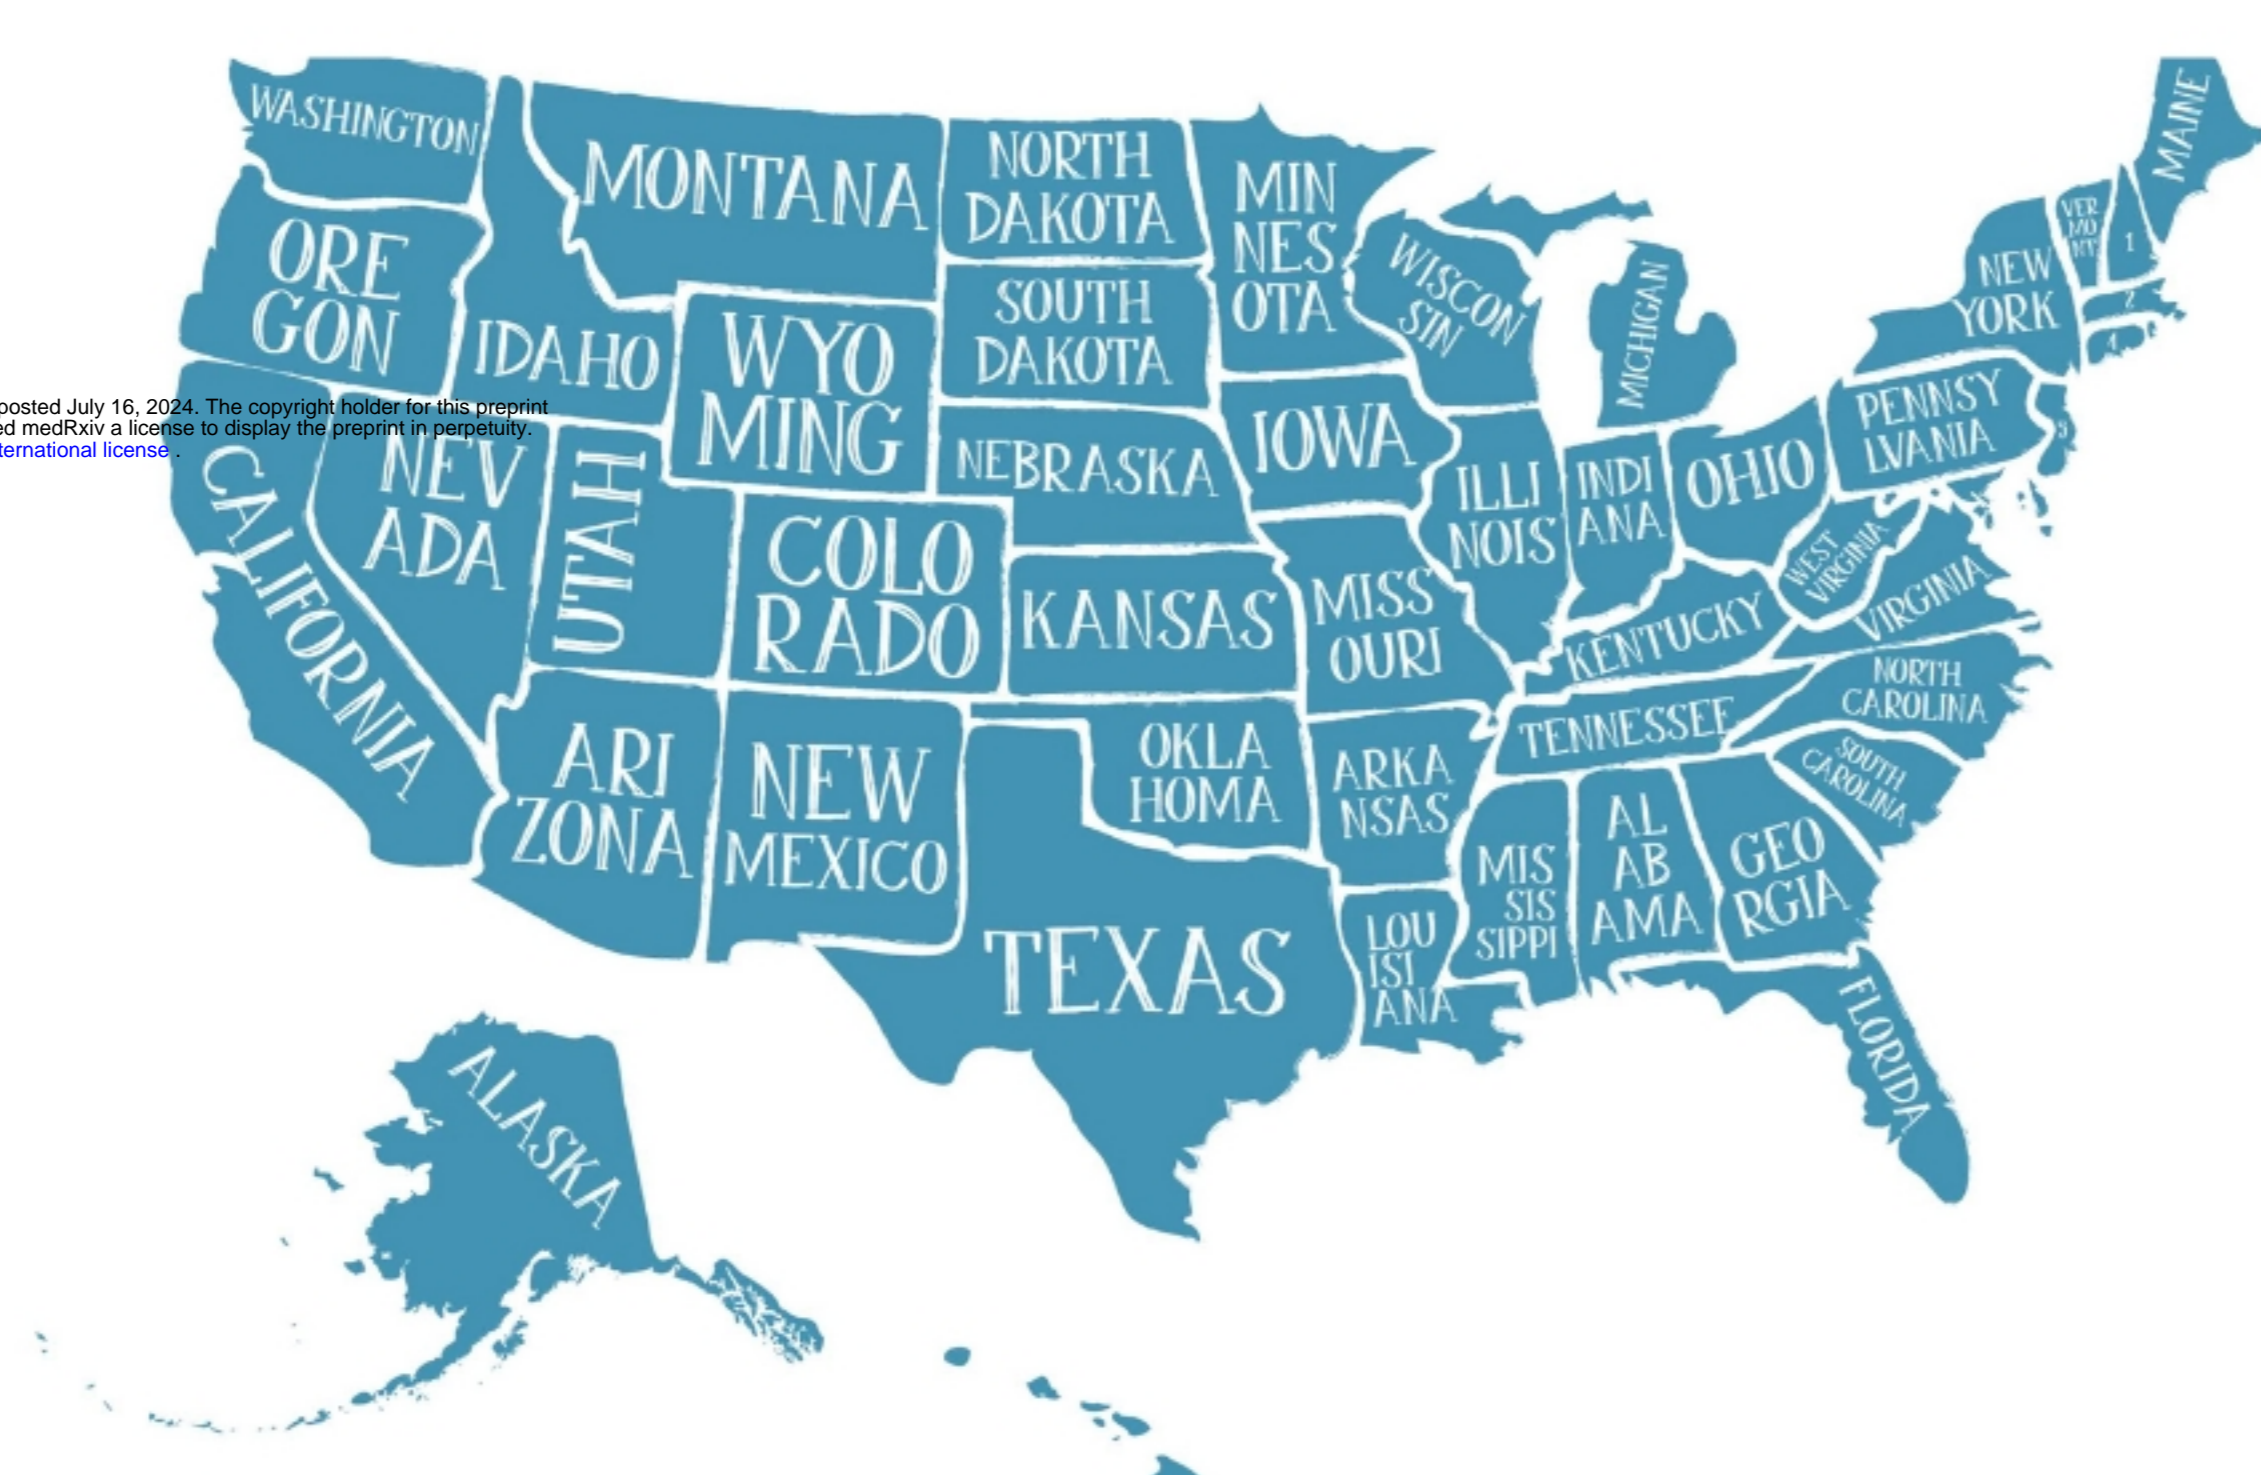 WASHINGTON
MONTANA
NORTH
DAKOTA
MIN
NES
OTA
MAINE
ORE
GON
IDAHO
WYO
MING
SOUTH
DAKOTA
WISCON
SIN
MICHIGAN
NEW
YORK
VER
MO
NT
1
2
4
posted July 16, 2024. The copyright holder for this preprint
ed medRxiv a license to display the preprint in perpetuity.
ternational license .
CALIFORNIA
NEV
ADA
UTAH
COLO
RADO
NEBRASKA
KANSAS
IOWA
MISS
OURI
ILLI
NOIS
INDI
ANA
OHIO
PENNSY
LVANIA
5
WEST
VIRGINIA
VIRGINIA
KENTUCKY
NORTH
CAROLINA
TENNESSEE
SOUTH
CAROLINA
ARI
ZONA
NEW
MEXICO
OKLA
HOMA
ARKA
NSAS
TEXAS
LOU
ISI
ANA
MIS
SIS
SIPPI
AL
AB
AMA
GEO
RGIA
FLORIDA
ALASKA